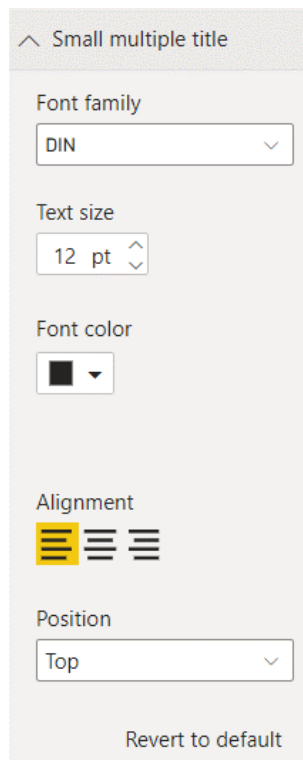 Small multiple title
Font family
DIN
Text size
12 pt
Font color
Alignment
Position
Top
Revert to default